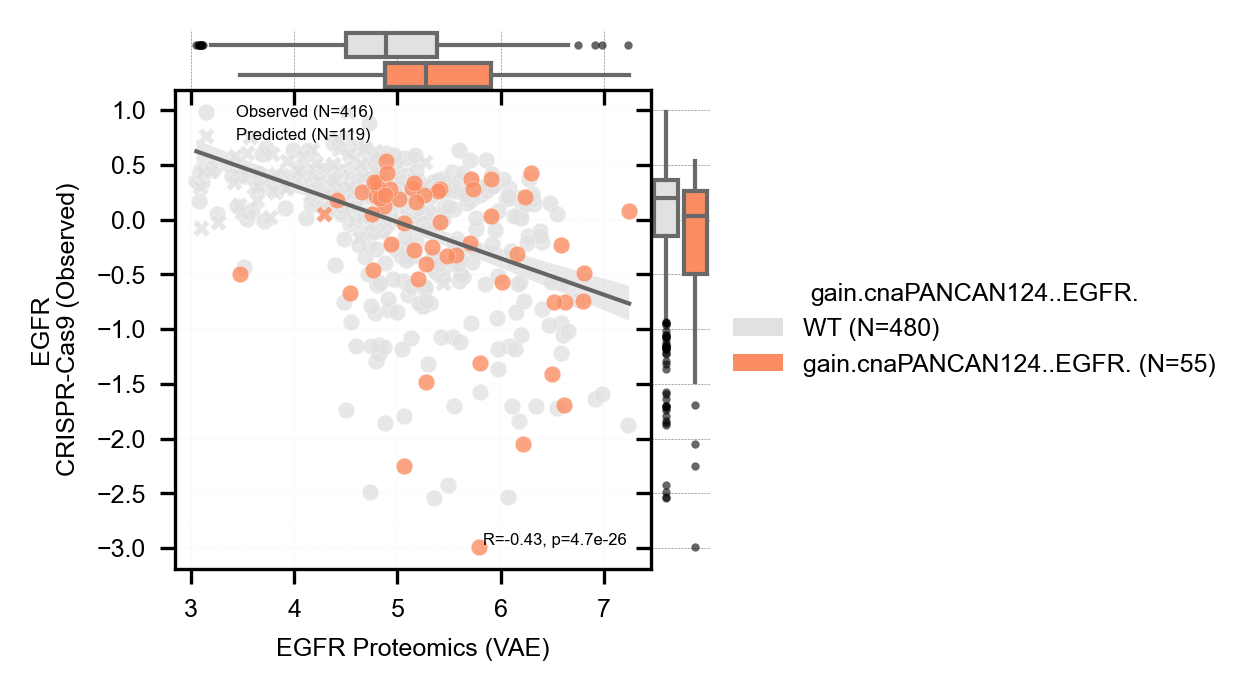 1.0
0.5
0.0
−0.5
−1.0
−1.5
−2.0
−2.5
−3.0
EGFR
CRISPR-Cas9 (Observed)
Observed (N=416)
Predicted (N=119)
R=-0.43, p=4.7e-26
3 4 5 6 7
EGFR Proteomics (VAE)
gain.cnaPANCAN124..EGFR.
WT (N=480)
gain.cnaPANCAN124..EGFR. (N=55)